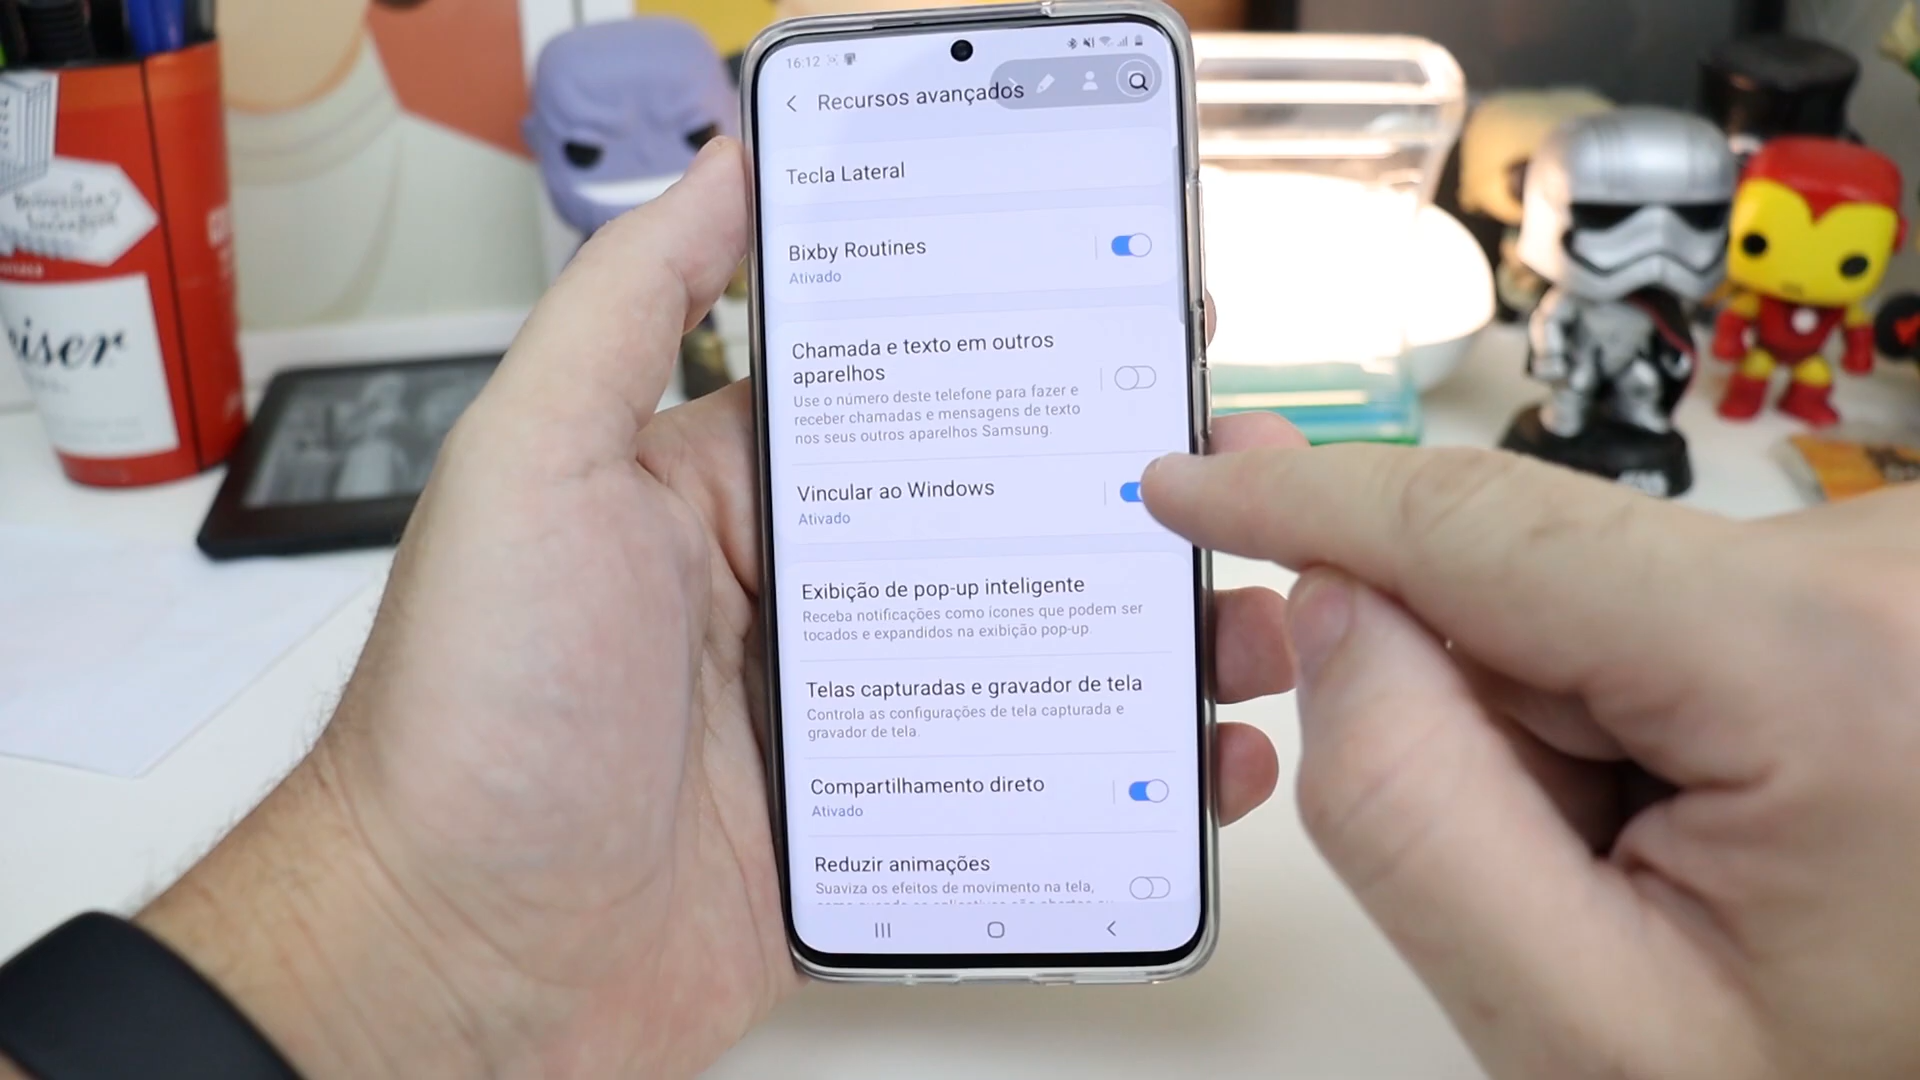 16:12
Recursos avançados
Tecla Lateral
Bixby Routines
Ativado
Chamada e texto em outros
aparelhos
Use o número deste telefone para fazer e
receber chamadas e mensagens de texto
nos seus outros aparelhos Samsung.
Vincular ao Windows
Ativado
Exibição de pop-up inteligente
Receba notificações como ícones que podem ser
tocados e expandidos na exibição pop-up.
Telas capturadas e gravador de tela
Controla as configurações de tela capturada e
gravador de tela.
Compartilhamento direto
Ativado
Reduzir animações
Suaviza os efeitos de movimento na tela,
iser